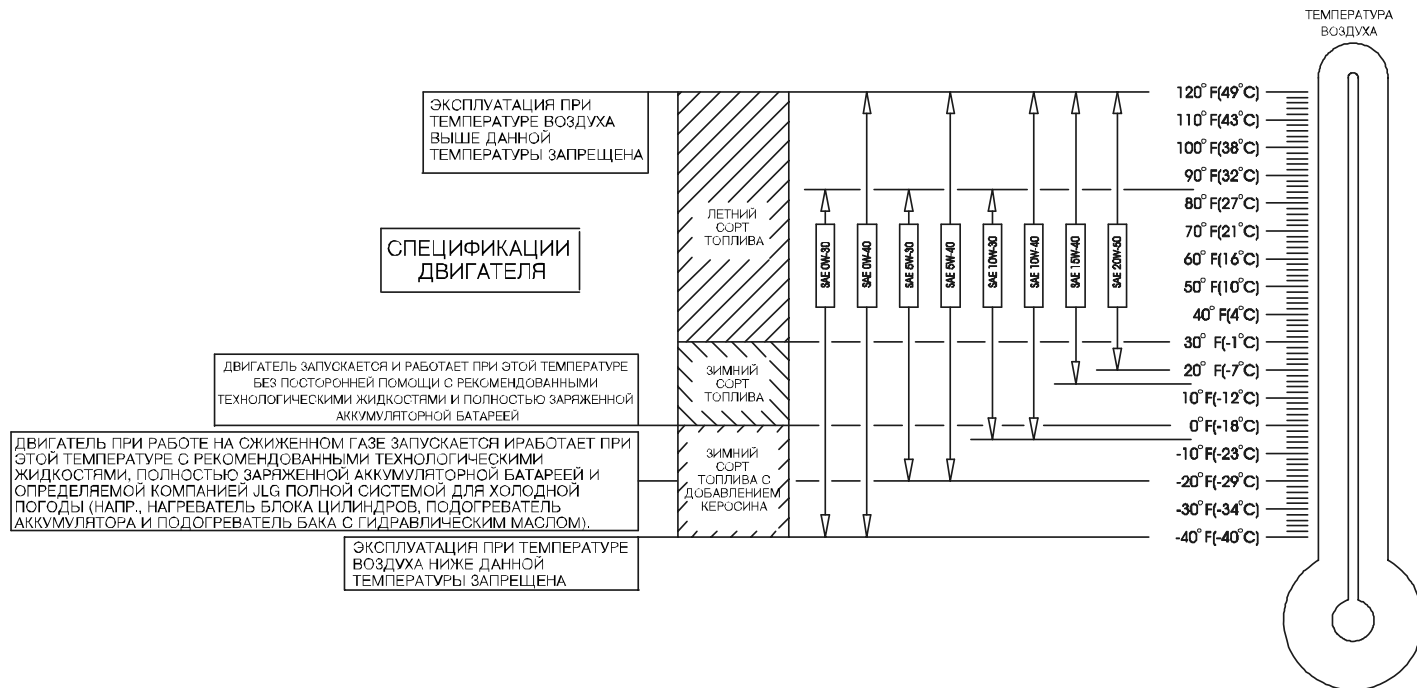 ТЕМПЕРАТУРА
ВОЗДУХА
ЭКСПЛУАТАЦИЯ ПРИ
ТЕМПЕРАТУРЕ ВОЗДУХА
ВЫШЕ ДАННОЙ
ТЕМПЕРАТУРЫ ЗАПРЕЩЕНА
СПЕЦИФИКАЦИИ
ДВИГАТЕЛЯ
ДВИГАТЕЛЬ ЗАПУСКАЕТСЯ И РАБОТАЕТ ПРИ ЭТОЙ ТЕМПЕРАТУРЕ
БЕЗ ПОСТОРОННЕЙ ПОМОЩИ С РЕКОМЕНДОВАННЫМИ
ТЕХНОЛОГИЧЕСКИМИ ЖИДКОСТЯМИ И ПОЛНОСТЬЮ ЗАРЯЖЕННОЙ
АККУМУЛЯТОРНОЙ БАТАРЕЕЙ
ДВИГАТЕЛЬ ПРИ РАБОТЕ НА СЖИЖЕННОМ ГАЗЕ ЗАПУСКАЕТСЯ ИРАБОТАЕТ ПРИ
ЭТОЙ ТЕМПЕРАТУРЕ С РЕКОМЕНДОВАННЫМИ ТЕХНОЛОГИЧЕСКИМИ
ЖИДКОСТЯМИ, ПОЛНОСТЬЮ ЗАРЯЖЕННОЙ АККУМУЛЯТОРНОЙ БАТАРЕЕЙ И
ОПРЕДЕЛЯЕМОЙ КОМПАНИЕЙ JLG ПОЛНОЙ СИСТЕМОЙ ДЛЯ ХОЛОДНОЙ
ПОГОДЫ (НАПР., НАГРЕВАТЕЛЬ БЛОКА ЦИЛИНДРОВ, ПОДОГРЕВАТЕЛЬ
АККУМУЛЯТОРА И ПОДОГРЕВАТЕЛЬ БАКА С ГИДРАВЛИЧЕСКИМ МАСЛОМ).
ЭКСПЛУАТАЦИЯ ПРИ ТЕМПЕРАТУРЕ
ВОЗДУХА НИЖЕ ДАННОЙ
ТЕМПЕРАТУРЫ ЗАПРЕЩЕНА
ЛЕТНИЙ
СОРТ
ТОПЛИВА
ЗИМНИЙ
СОРТ
ТОПЛИВА
ЗИМНИЙ
СОРТ
ТОПЛИВА С
ДОБАВЛЕНИЕМ
КЕРОСИНА
SAE 0W-30
SAE 0W-40
SAE 5W-30
SAE 5W-40
SAE 10W-30
SAE 10W-40
SAE 15W-40
SAE 20W-50
120° F(49°C)
110° F(43°C)
100° F(38°C)
90° F(32°C)
80° F(27°C)
70° F(21°C)
60° F(16°C)
50° F(10°C)
40° F(4°C)
30° F(-1°C)
20° F(-7°C)
10° F(-12°C)
0° F(-18°C)
-10° F(-23°C)
-20° F(-29°C)
-30° F(-34°C)
-40° F(-40°C)